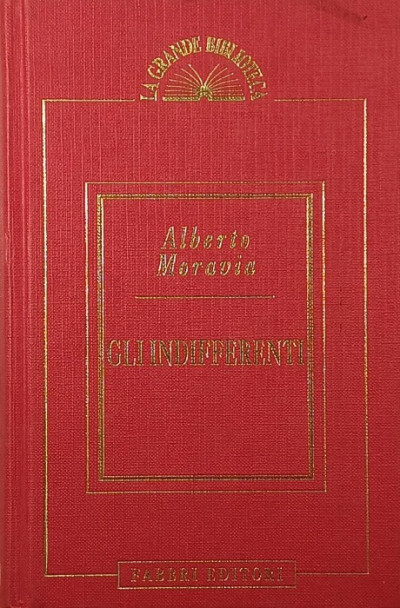 LA GRANDE BIBLIOTECA
Alberto
Moravia
GLI INDIFFERENTI
FABBRI EDITORI